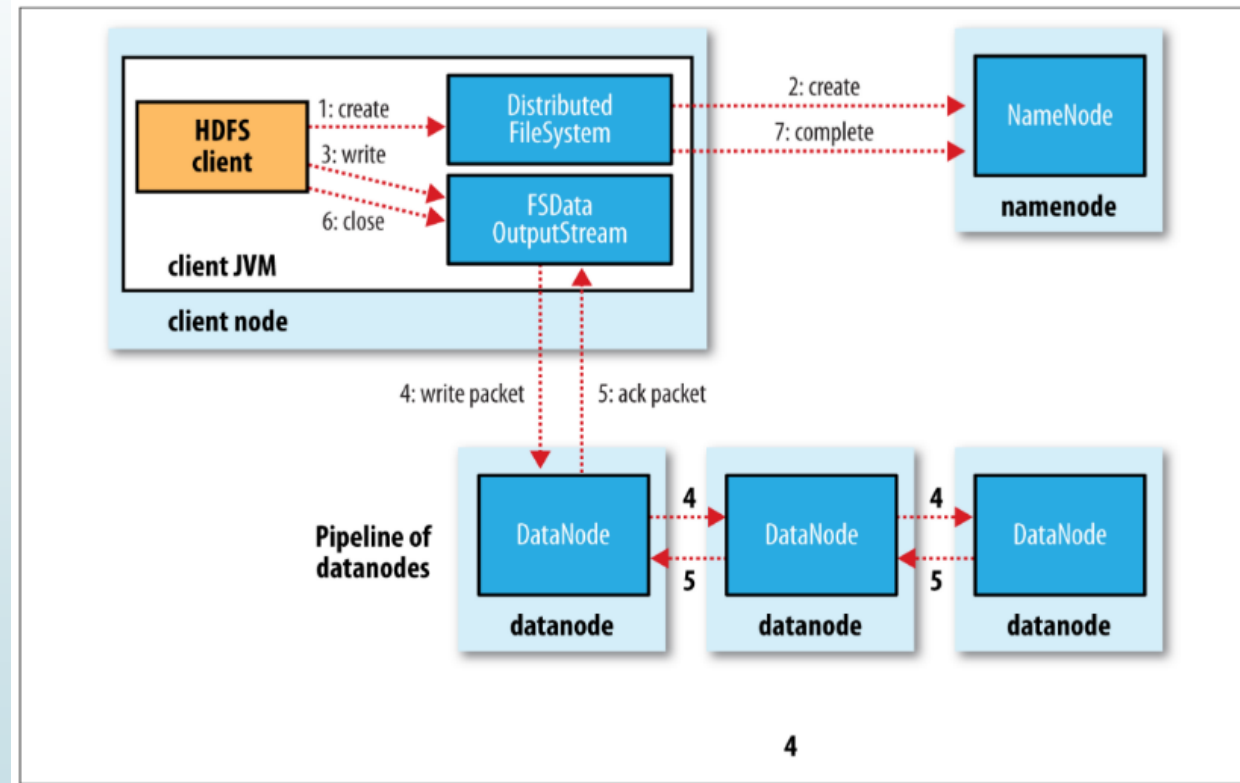 HDFS
client
1: create
3: write
6: close
Distributed
FileSystem
FSData
OutputStream
client JVM
client node
2: create
7: complete
NameNode
namenode
4: write packet
5: ack packet
Pipeline of
datanodes
DataNode
datanode
4
5
DataNode
datanode
4
5
DataNode
datanode
4